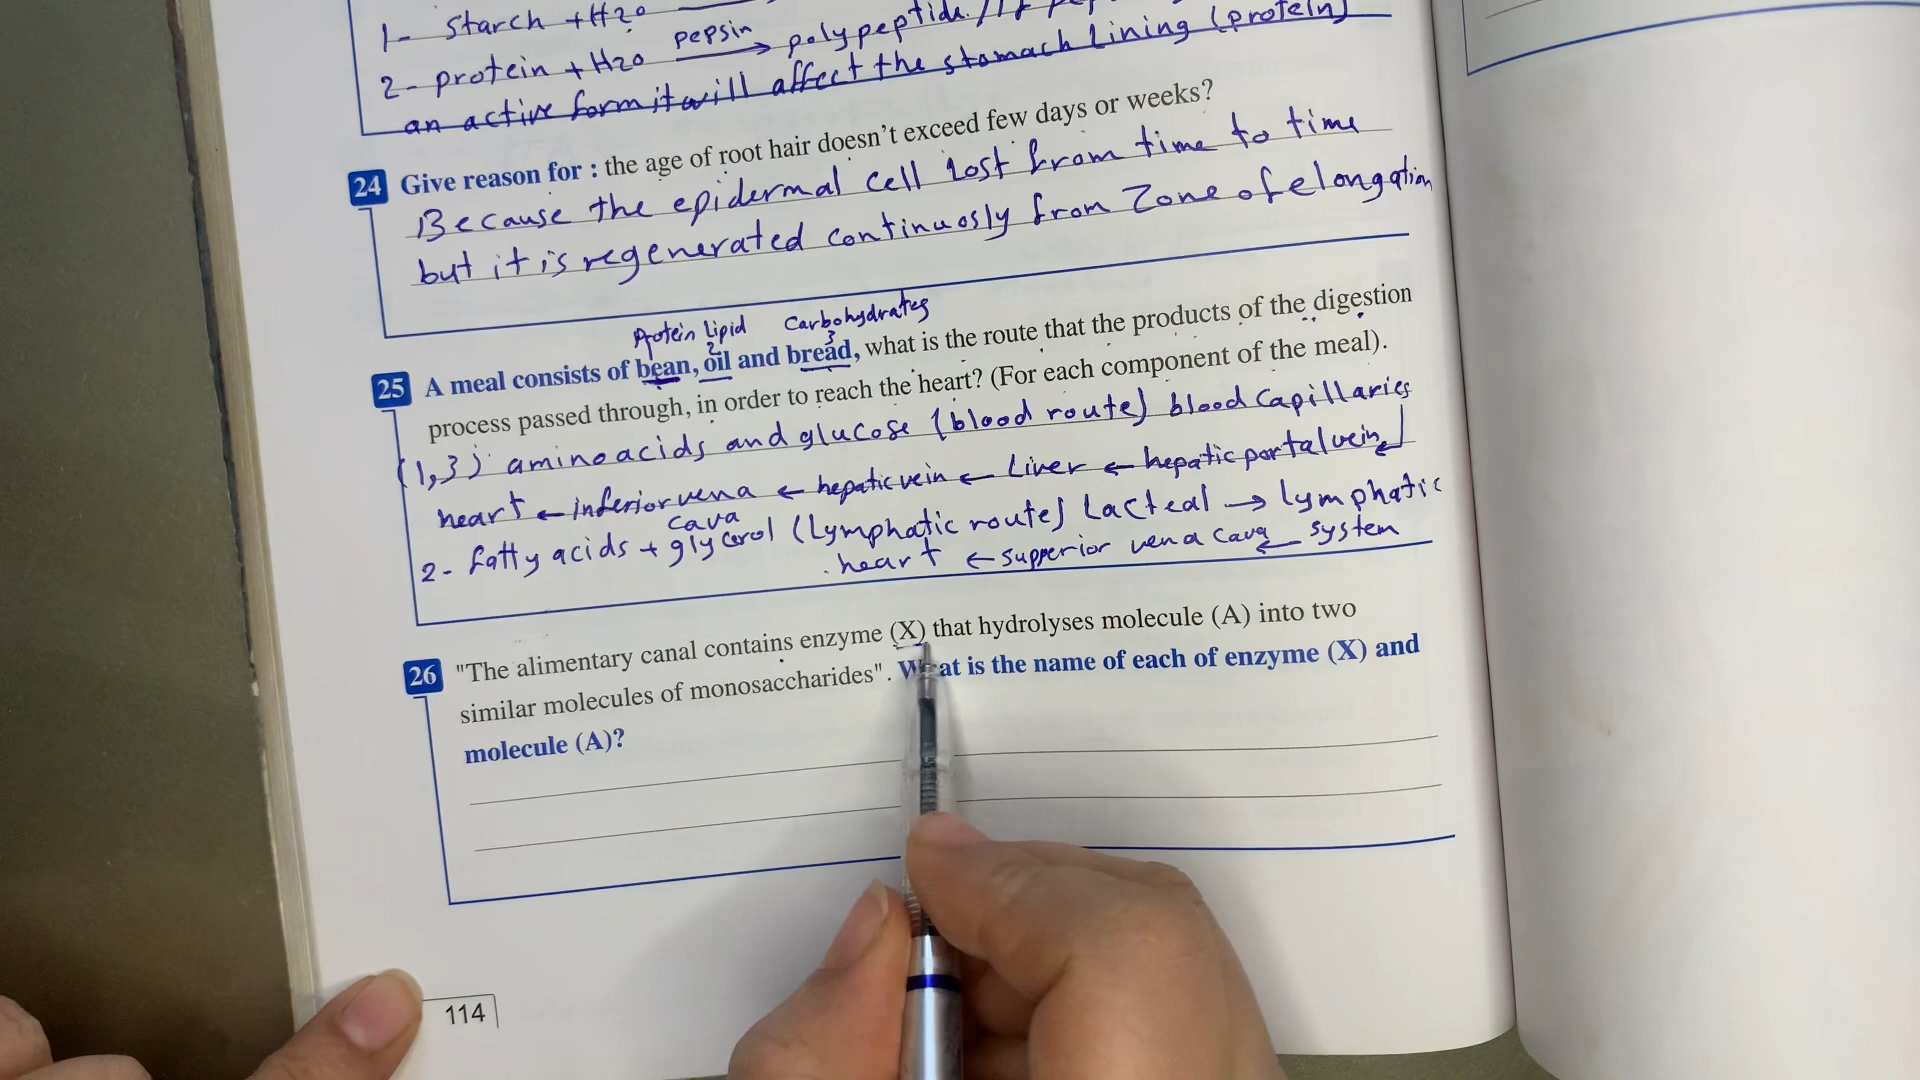 1- Starch + H2o
2- protein + H2o pepsin polypeptide / If
an active form it will affect the stomach Lining (protein)
24 Give reason for : the age of root hair doesn't exceed few days or weeks?
Because the epidermal cell Lost from time to time
but it is regenerated continuosly from Zone of elongation
Protein Lipid Carbohydrates
2 3
25 A meal consists of bean, oil and bread, what is the route that the products of the digestion
process passed through, in order to reach the heart? (For each component of the meal).
(1,3) amino acids and glucose (blood route) blood capillaries
heart ← inferior vena ← hepatic vein ← Liver ← hepatic portal vein
cava
2- fatty acids + glycerol (Lymphatic route) Lacteal → Lymphatic
heart ← supperior vena cava ← system
26 "The alimentary canal contains enzyme (X) that hydrolyses molecule (A) into two
similar molecules of monosaccharides". What is the name of each of enzyme (X) and
molecule (A)?
114